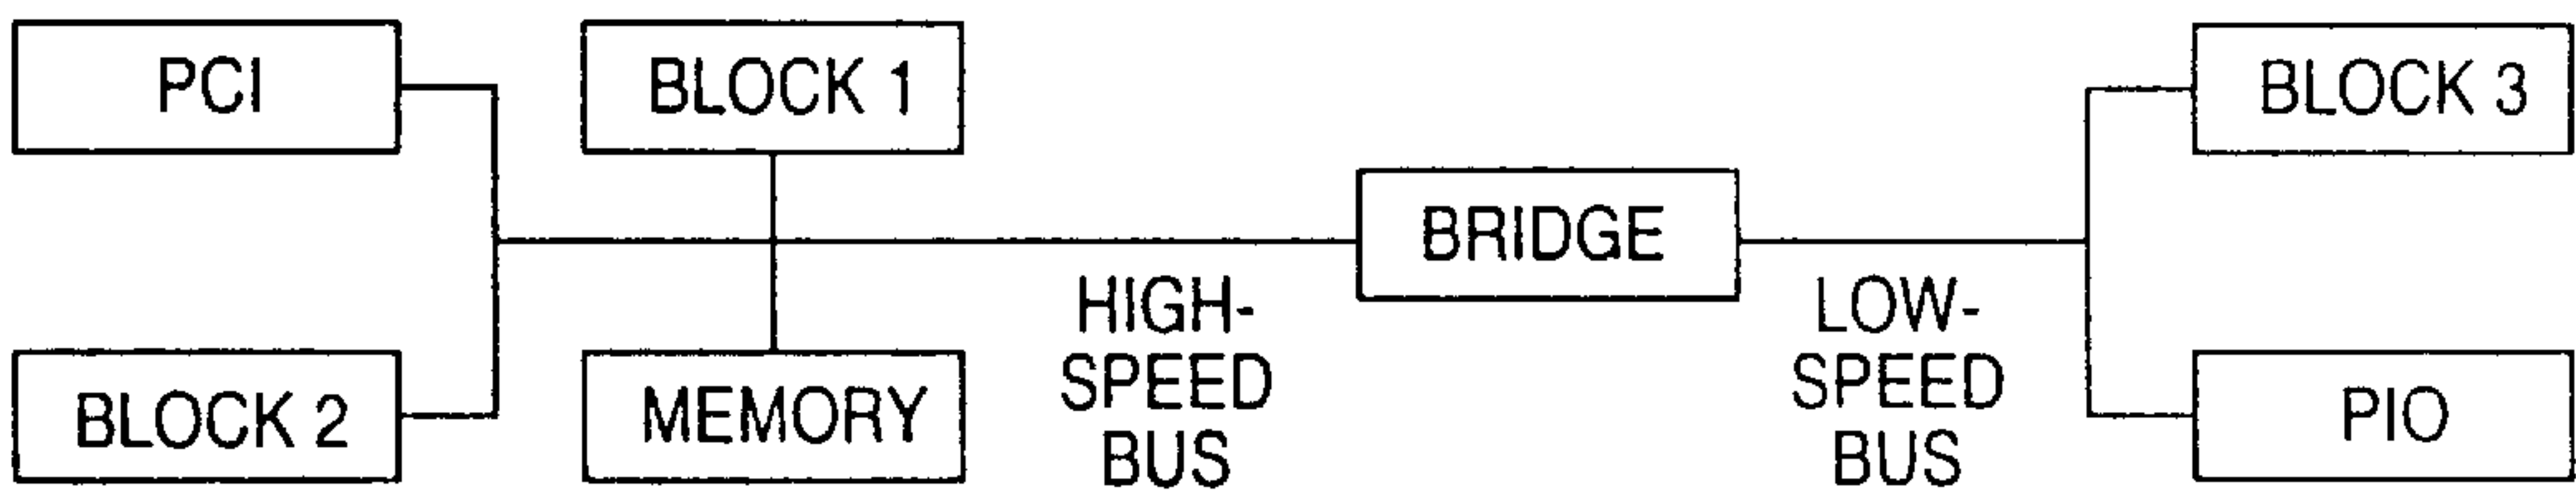 PCI
BLOCK 1
BLOCK 3
BRIDGE
HIGH-
SPEED
BUS
LOW-
SPEED
BUS
BLOCK 2
MEMORY
PIO